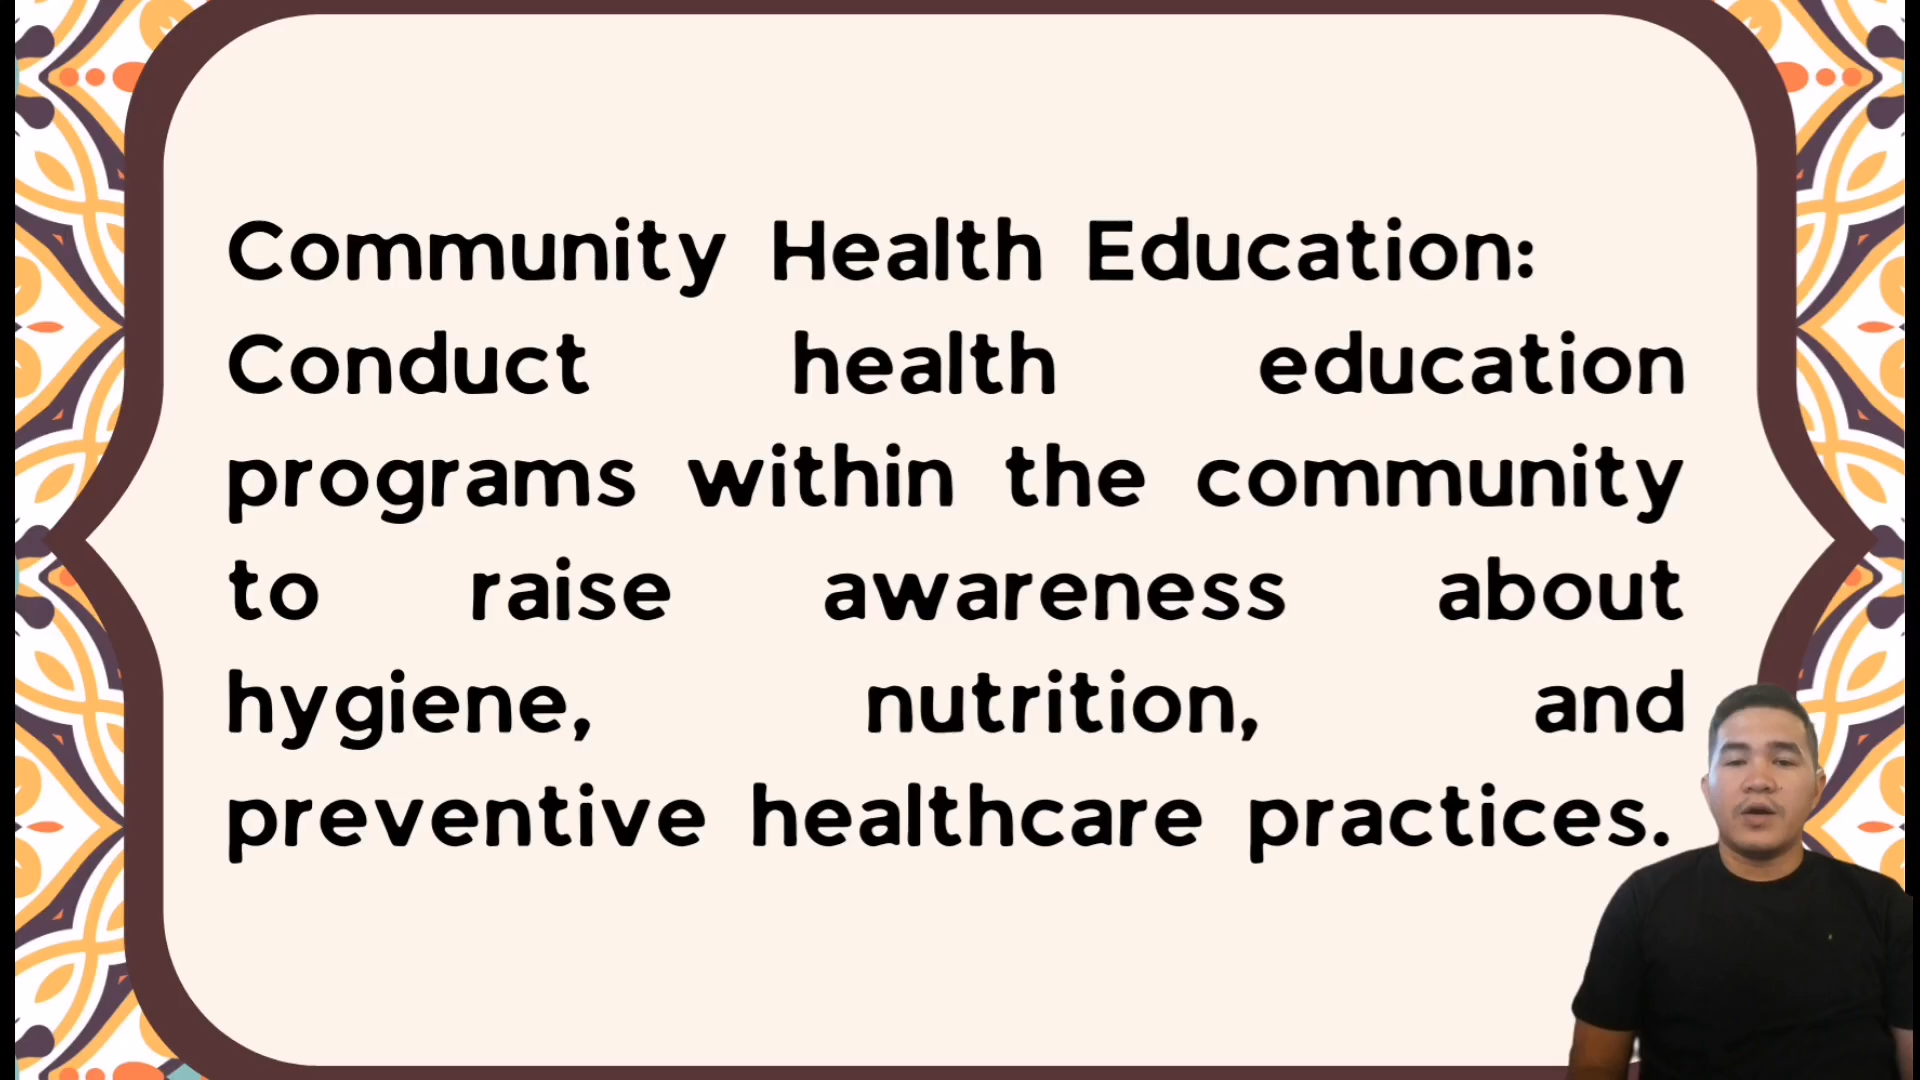 Community Health Education:
Conduct health education
programs within the community
to raise awareness about
hygiene, nutrition, and
preventive healthcare practices.